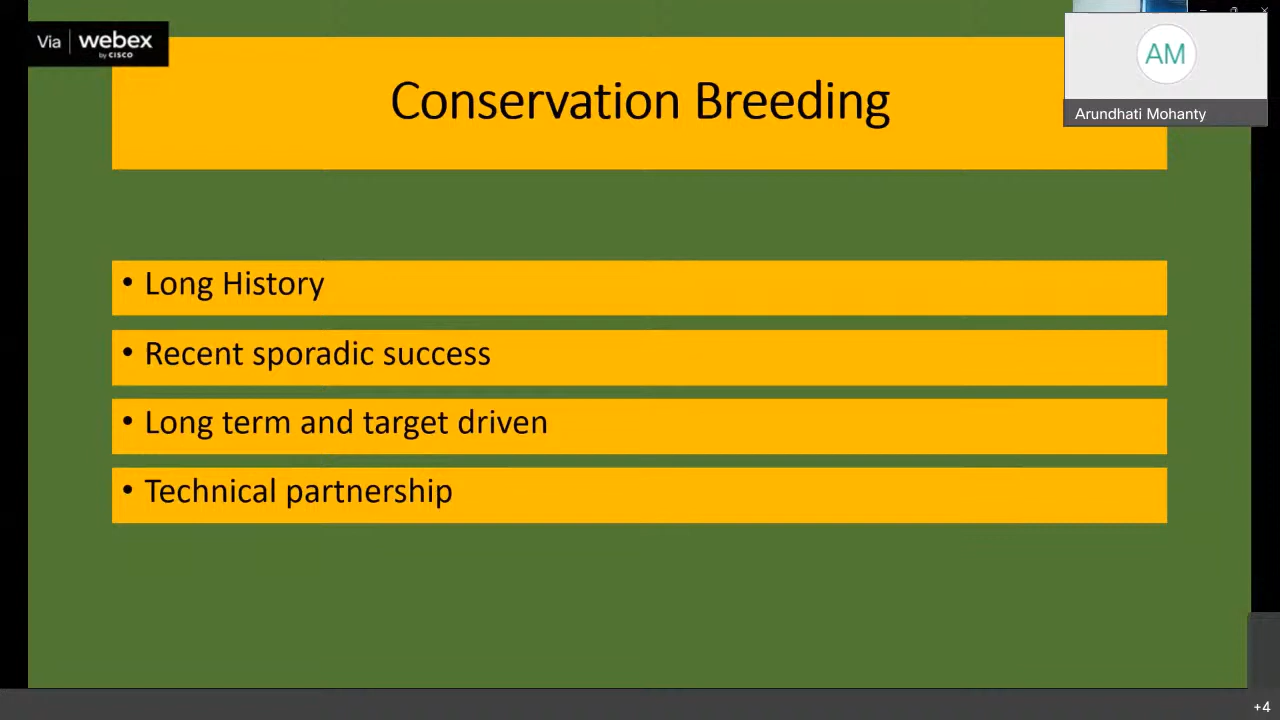 Via webex
by CISCO
AM
Arundhati Mohanty
Conservation Breeding
• Long History
• Recent sporadic success
• Long term and target driven
• Technical partnership
+4